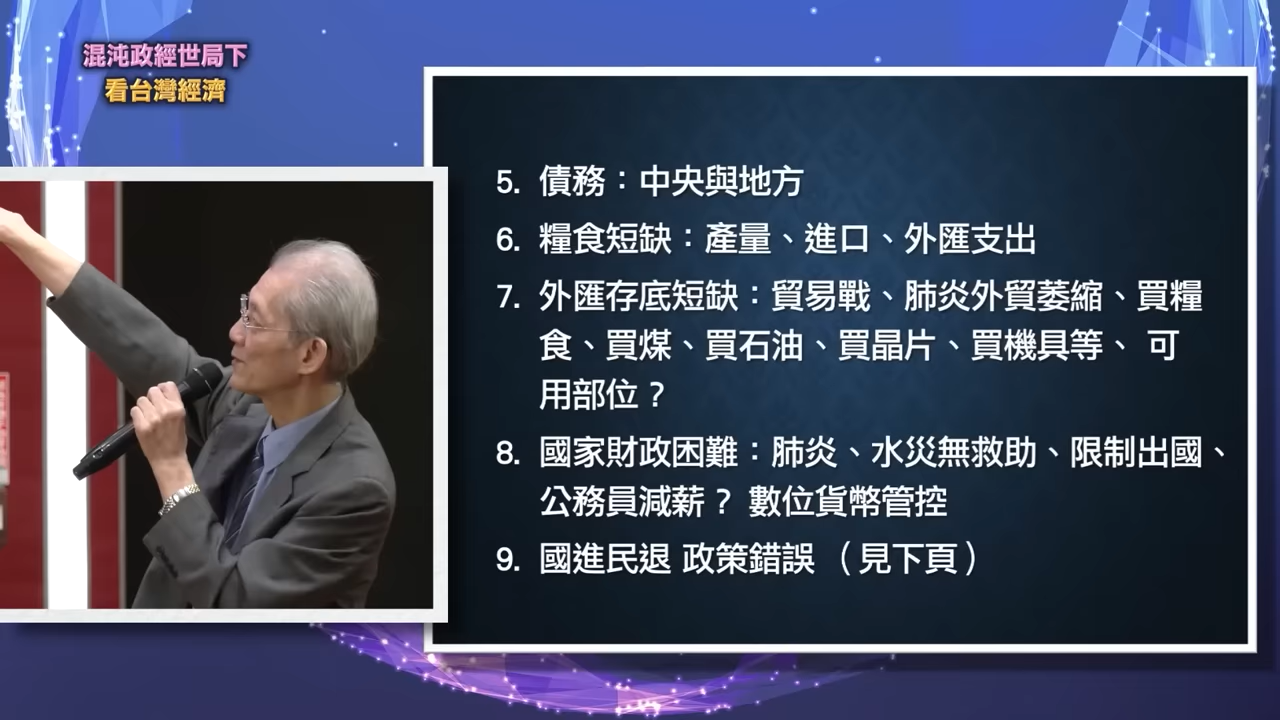 混沌政經世局下
看台灣經濟
5. 債務：中央與地方
6. 糧食短缺：產量、進口、外匯支出
7. 外匯存底短缺：貿易戰、肺炎外貿萎縮、買糧
食、買煤、買石油、買晶片、買機具等、 可
用部位？
8. 國家財政困難：肺炎、水災無救助、限制出國、
公務員減薪？ 數位貨幣管控
9. 國進民退 政策錯誤 （見下頁）